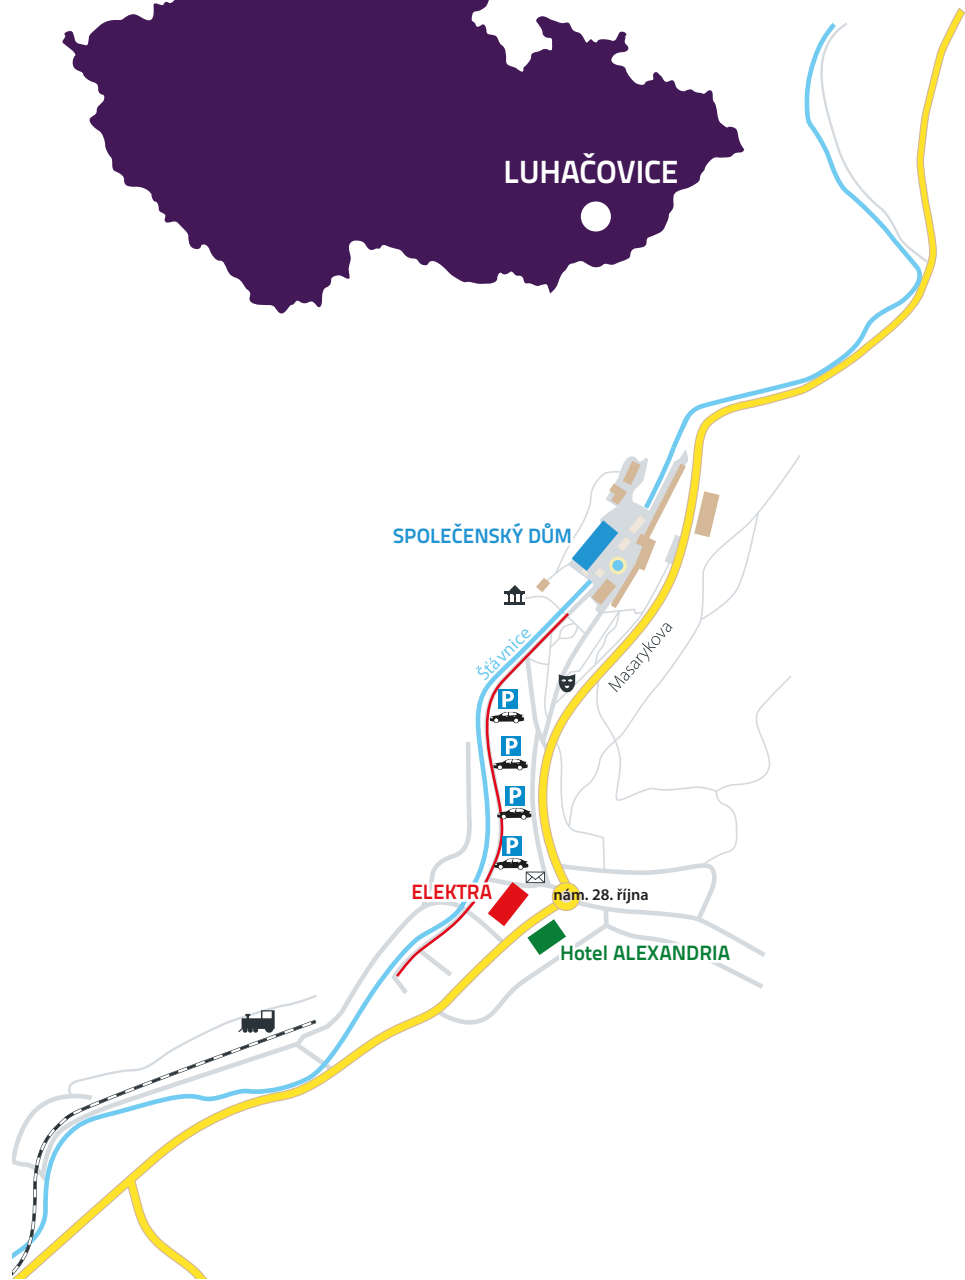 LUHAČOVICE
SPOLEČENSKÝ DŮM
Šťávnice
Masarykova
P
P
P
P
ELEKTRA
nám. 28. října
Hotel ALEXANDRIA